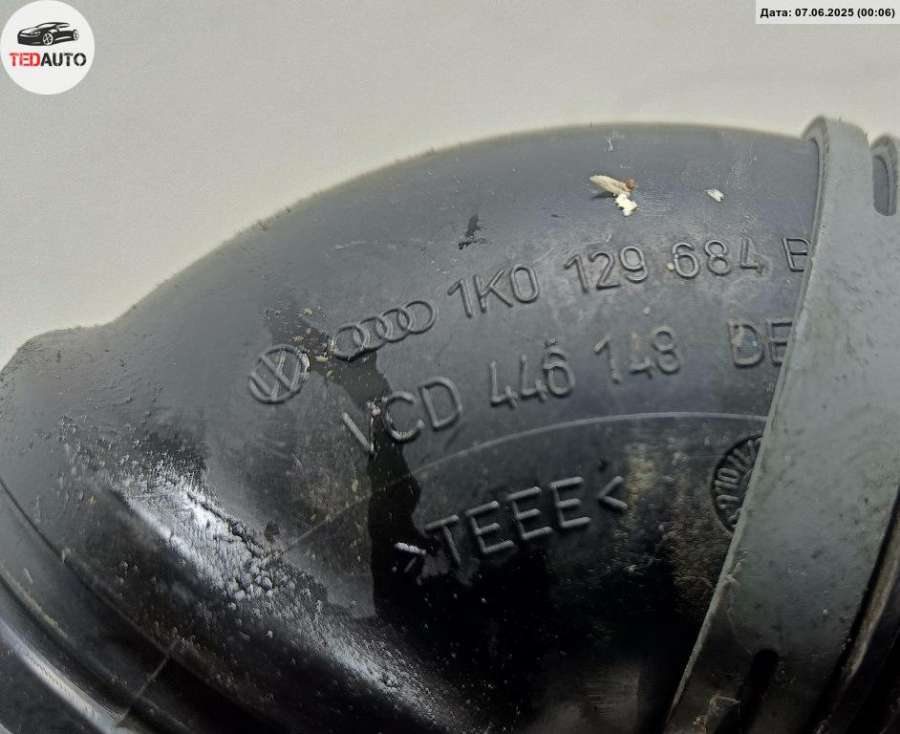 Дата: 07.06.2025 (00:06)
TEDAUTO
1K0 129 684 B
VCD 446 148 DE
>TEEE<